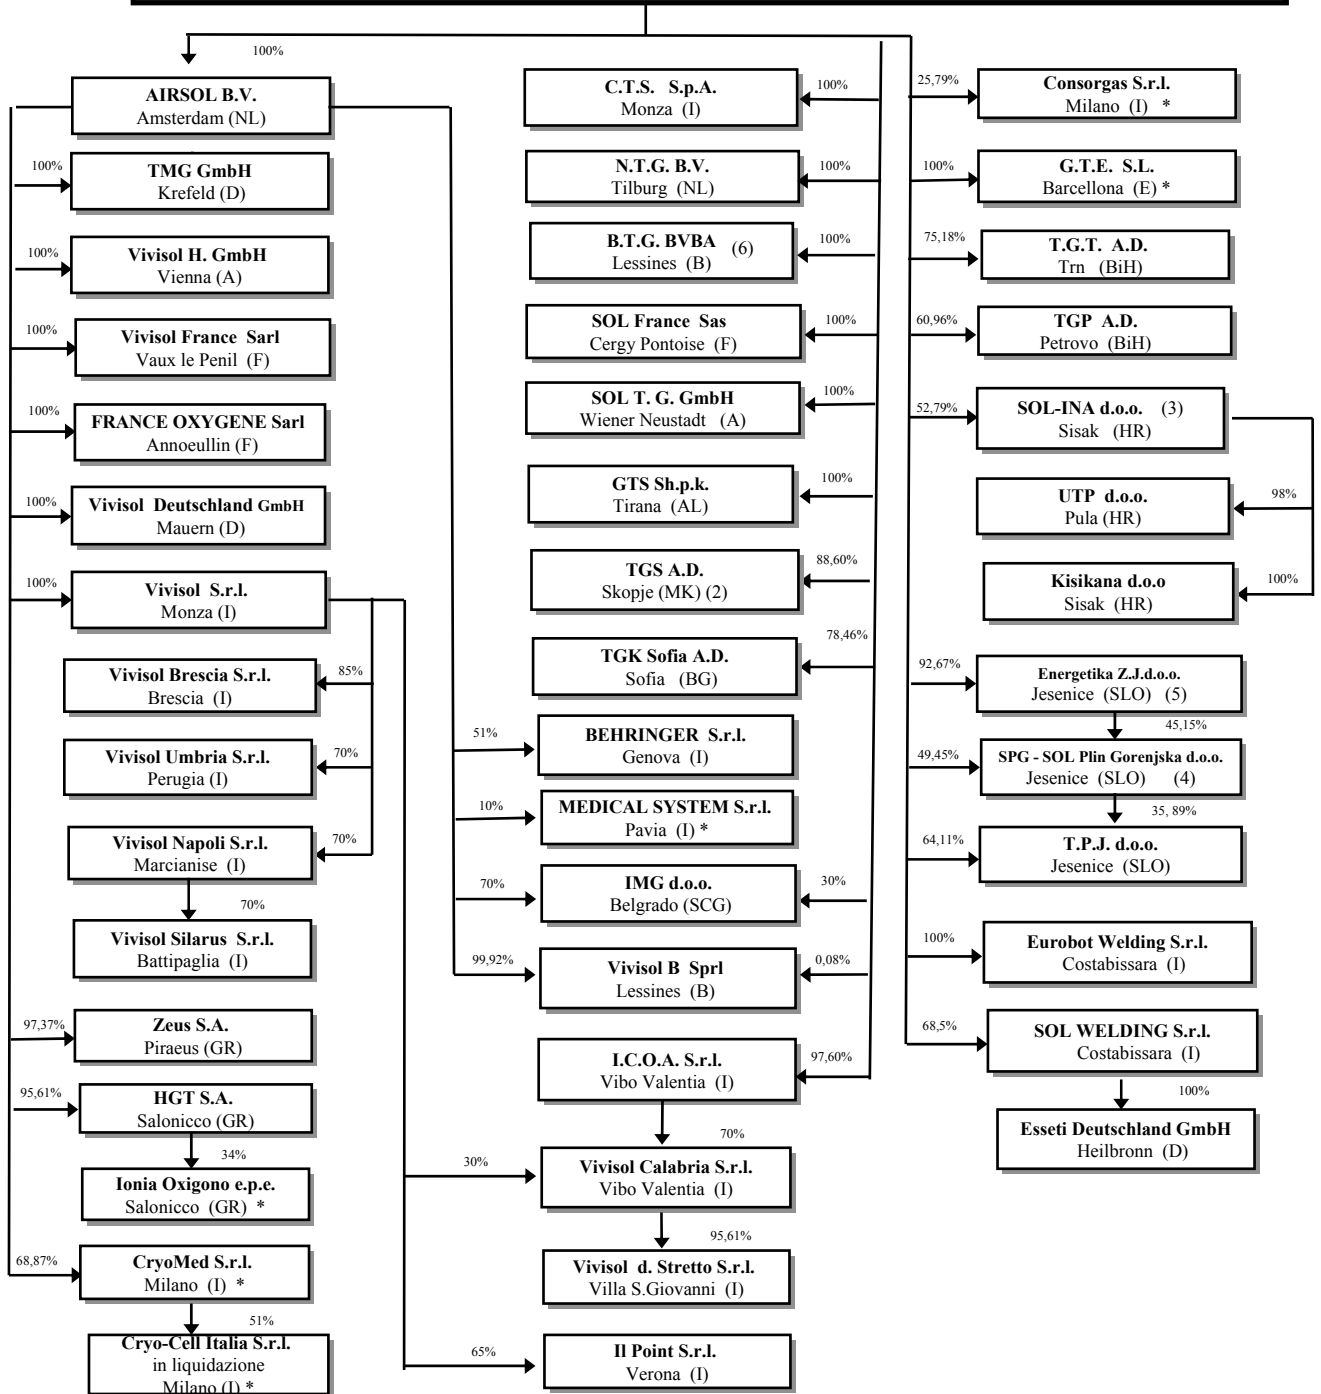 100%
AIRSOL B.V.
Amsterdam (NL)
100%
TMG GmbH
Krefeld (D)
100%
Vivisol H. GmbH
Vienna (A)
100%
Vivisol France Sarl
Vaux le Penil (F)
100%
FRANCE OXYGENE Sarl
Annoeullin (F)
100%
Vivisol Deutschland GmbH
Mauern (D)
100%
Vivisol S.r.l.
Monza (I)
85%
Vivisol Brescia S.r.l.
Brescia (I)
70%
Vivisol Umbria S.r.l.
Perugia (I)
70%
Vivisol Napoli S.r.l.
Marcianise (I)
70%
Vivisol Silarus S.r.l.
Battipaglia (I)
97,37%
Zeus S.A.
Piraeus (GR)
95,61%
HGT S.A.
Salonicco (GR)
34%
Ionia Oxigono e.p.e.
Salonicco (GR) *
68,87%
CryoMed S.r.l.
Milano (I) *
51%
Cryo-Cell Italia S.r.l.
in liquidazione
Milano (I) *
C.T.S. S.p.A.
Monza (I)
100%
N.T.G. B.V.
Tilburg (NL)
100%
B.T.G. BVBA (6)
Lessines (B)
100%
SOL France Sas
Cergy Pontoise (F)
100%
SOL T. G. GmbH
Wiener Neustadt (A)
100%
GTS Sh.p.k.
Tirana (AL)
100%
TGS A.D.
Skopje (MK) (2)
88,60%
TGK Sofia A.D.
Sofia (BG)
78,46%
51%
BEHRINGER S.r.l.
Genova (I)
10%
MEDICAL SYSTEM S.r.l.
Pavia (I) *
70%
IMG d.o.o.
Belgrado (SCG)
30%
99,92%
Vivisol B Sprl
Lessines (B)
0,08%
I.C.O.A. S.r.l.
Vibo Valentia (I)
97,60%
70%
30%
Vivisol Calabria S.r.l.
Vibo Valentia (I)
95,61%
Vivisol d. Stretto S.r.l.
Villa S.Giovanni (I)
65%
Il Point S.r.l.
Verona (I)
25,79%
Consorgas S.r.l.
Milano (I) *
100%
G.T.E. S.L.
Barcellona (E) *
75,18%
T.G.T. A.D.
Trn (BiH)
60,96%
TGP A.D.
Petrovo (BiH)
52,79%
SOL-INA d.o.o. (3)
Sisak (HR)
UTP d.o.o.
Pula (HR)
98%
Kisikana d.o.o
Sisak (HR)
100%
92,67%
Energetika Z.J.d.o.o.
Jesenice (SLO) (5)
45,15%
49,45%
SPG - SOL Plin Gorenjska d.o.o.
Jesenice (SLO) (4)
35, 89%
64,11%
T.P.J. d.o.o.
Jesenice (SLO)
100%
Eurobot Welding S.r.l.
Costabissara (I)
68,5%
SOL WELDING S.r.l.
Costabissara (I)
100%
Esseti Deutschland GmbH
Heilbronn (D)